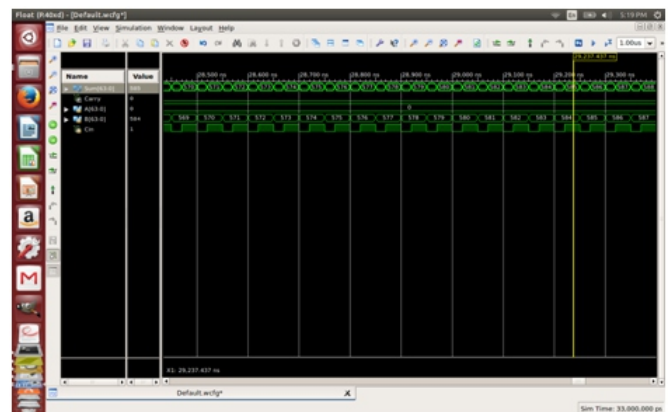 Float (P.40xd) - [Default.wcfg*]
En
5:19 PM
File Edit View Simulation Window Layout Help
1.00us
29,237.437 ns
Name Value
28,500 ns 28,600 ns 28,700 ns 28,800 ns 28,900 ns 29,000 ns 29,100 ns 29,200 ns 29,300 ns
Sum[63:0] 585
Carry 0
A[63:0] 0 0
B[63:0] 584 569 570 571 572 573 574 575 576 577 578 579 580 581 582 583 584 585 586 587
Cin 1
X1: 29,237.437 ns
Default.wcfg*
Sim Time: 33,000,000 ps